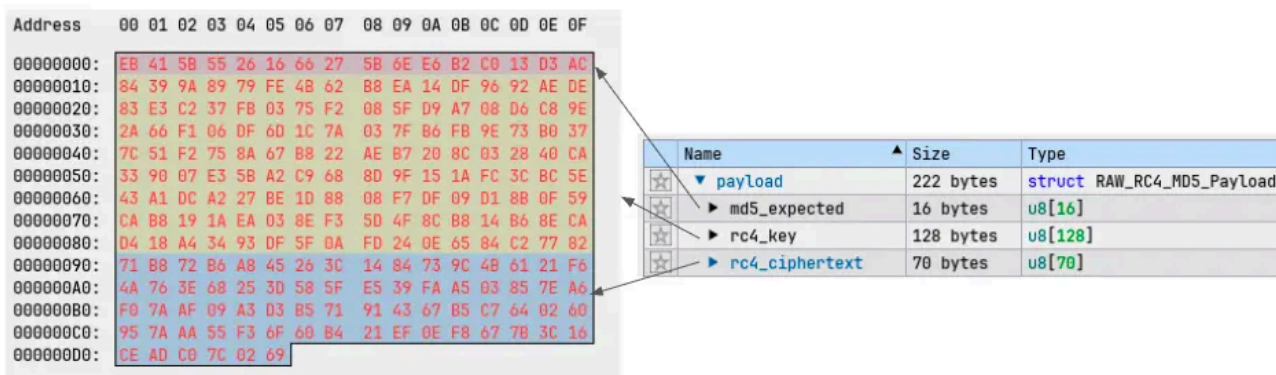 Address 00 01 02 03 04 05 06 07 08 09 0A 0B 0C 0D 0E 0F
00000000: EB 41 5B 55 26 16 66 27 5B 6E E6 B2 C0 13 D3 AC
00000010: 84 39 9A 89 79 FE 4B 62 B8 EA 14 DF 96 92 AE DE
00000020: 83 E3 C2 37 FB 03 75 F2 08 5F D9 A7 08 D6 C8 9E
00000030: 2A 66 F1 06 DF 6D 1C 7A 03 7F B6 FB 9E 73 B0 37
00000040: 7C 51 F2 75 8A 67 B8 22 AE B7 20 8C 03 28 40 CA
00000050: 33 90 07 E3 5B A2 C9 68 8D 9F 15 1A FC 3C BC 5E
00000060: 43 A1 DC A2 27 BE 1D 88 08 F7 DF 09 D1 8B 0F 59
00000070: CA B8 19 1A EA 03 8E F3 5D 4F 8C B8 14 B6 8E CA
00000080: D4 18 A4 34 93 DF 5F 0A FD 24 0E 65 84 C2 77 82
00000090: 71 B8 72 B6 A8 45 26 3C 14 84 73 9C 4B 61 21 F6
000000A0: 4A 76 3E 68 25 3D 58 5F E5 39 FA A5 03 85 7E A6
000000B0: F0 7A AF 09 A3 D3 B5 71 91 43 67 B5 C7 64 02 60
000000C0: 95 7A AA 55 F3 6F 60 B4 21 EF 0E F8 67 7B 3C 16
000000D0: CE AD C0 7C 02 69
Name Size Type
payload 222 bytes struct RAW_RC4_MD5_Payload
md5_expected 16 bytes u8[16]
rc4_key 128 bytes u8[128]
rc4_ciphertext 70 bytes u8[70]